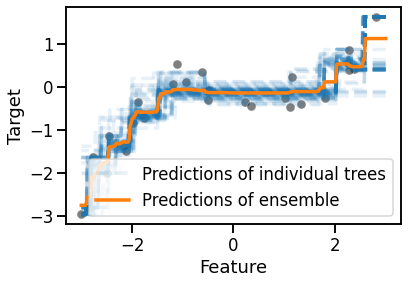 1
0
−1
−2
−3
Target
Predictions of individual trees
Predictions of ensemble
−2 0 2
Feature